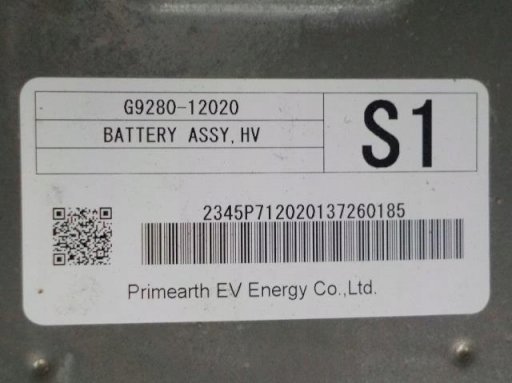 G9280-12020
BATTERY ASSY,HV
S1
2345P712020137260185
Primearth EV Energy Co.,Ltd.